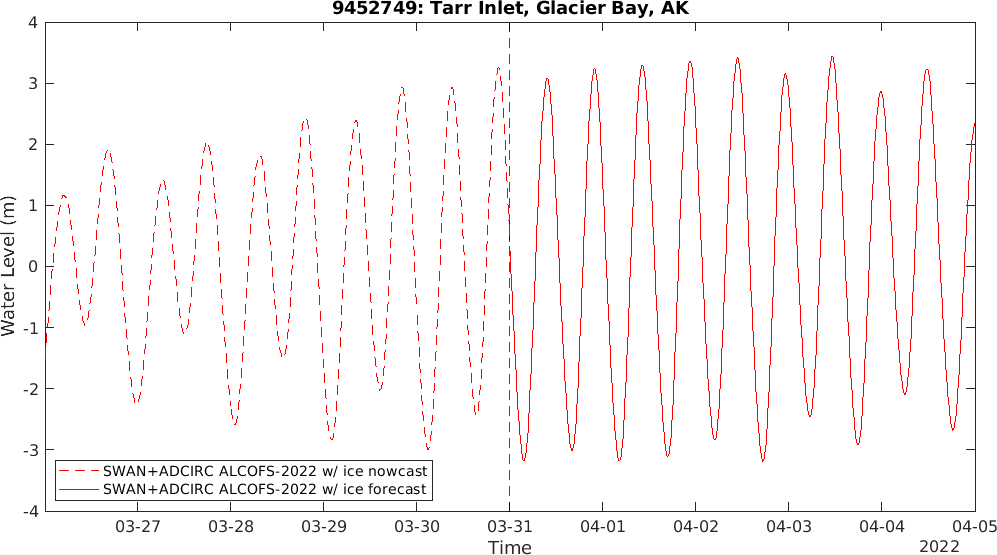 9452749: Tarr Inlet, Glacier Bay, AK
4
3
2
1
0
-1
-2
-3
-4
Water Level (m)
SWAN+ADCIRC ALCOFS-2022 w/ ice nowcast
SWAN+ADCIRC ALCOFS-2022 w/ ice forecast
03-27 03-28 03-29 03-30 03-31 04-01 04-02 04-03 04-04 04-05
Time
2022